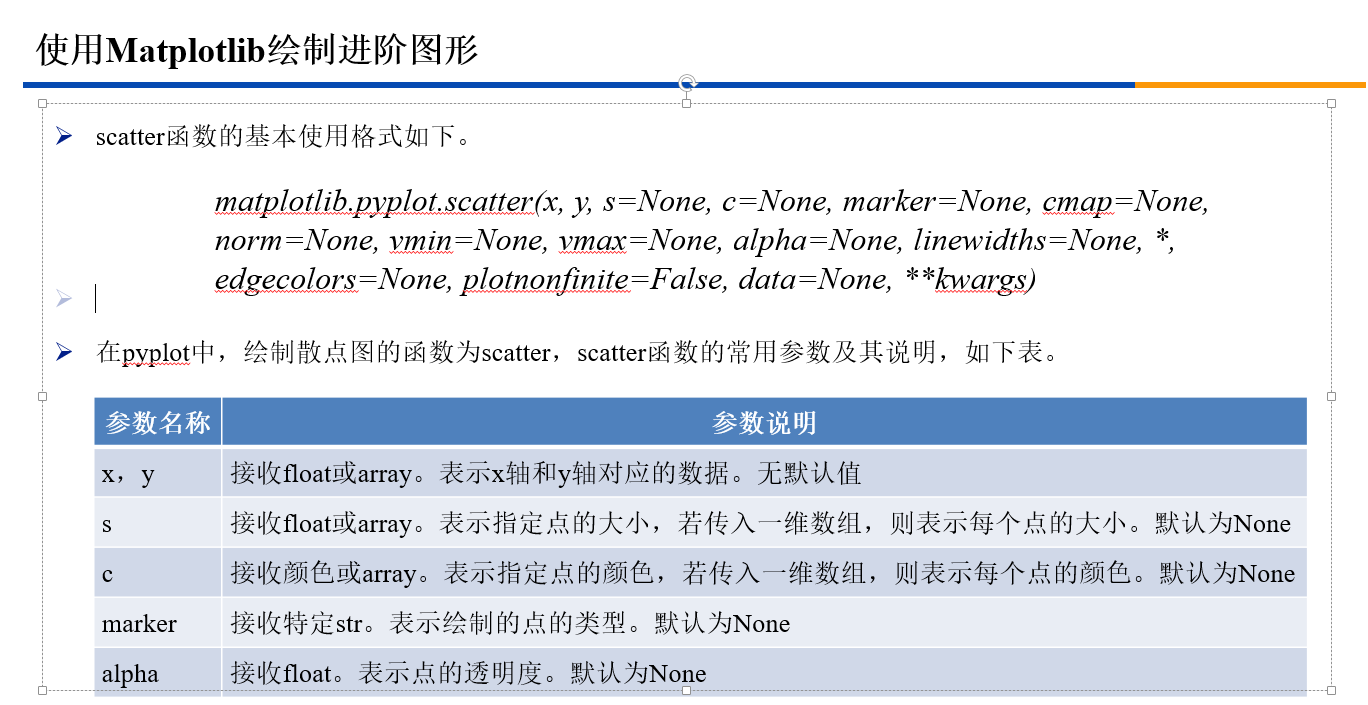 使用Matplotlib绘制进阶图形
scatter函数的基本使用格式如下。
matplotlib.pyplot.scatter(x, y, s=None, c=None, marker=None, cmap=None,
norm=None, vmin=None, vmax=None, alpha=None, linewidths=None, *,
edgecolors=None, plotnonfinite=False, data=None, **kwargs)
在pyplot中，绘制散点图的函数为scatter，scatter函数的常用参数及其说明，如下表。
参数名称 参数说明
x，y 接收float或array。表示x轴和y轴对应的数据。无默认值
s 接收float或array。表示指定点的大小，若传入一维数组，则表示每个点的大小。默认为None
c 接收颜色或array。表示指定点的颜色，若传入一维数组，则表示每个点的颜色。默认为None
marker 接收特定str。表示绘制的点的类型。默认为None
alpha 接收float。表示点的透明度。默认为None